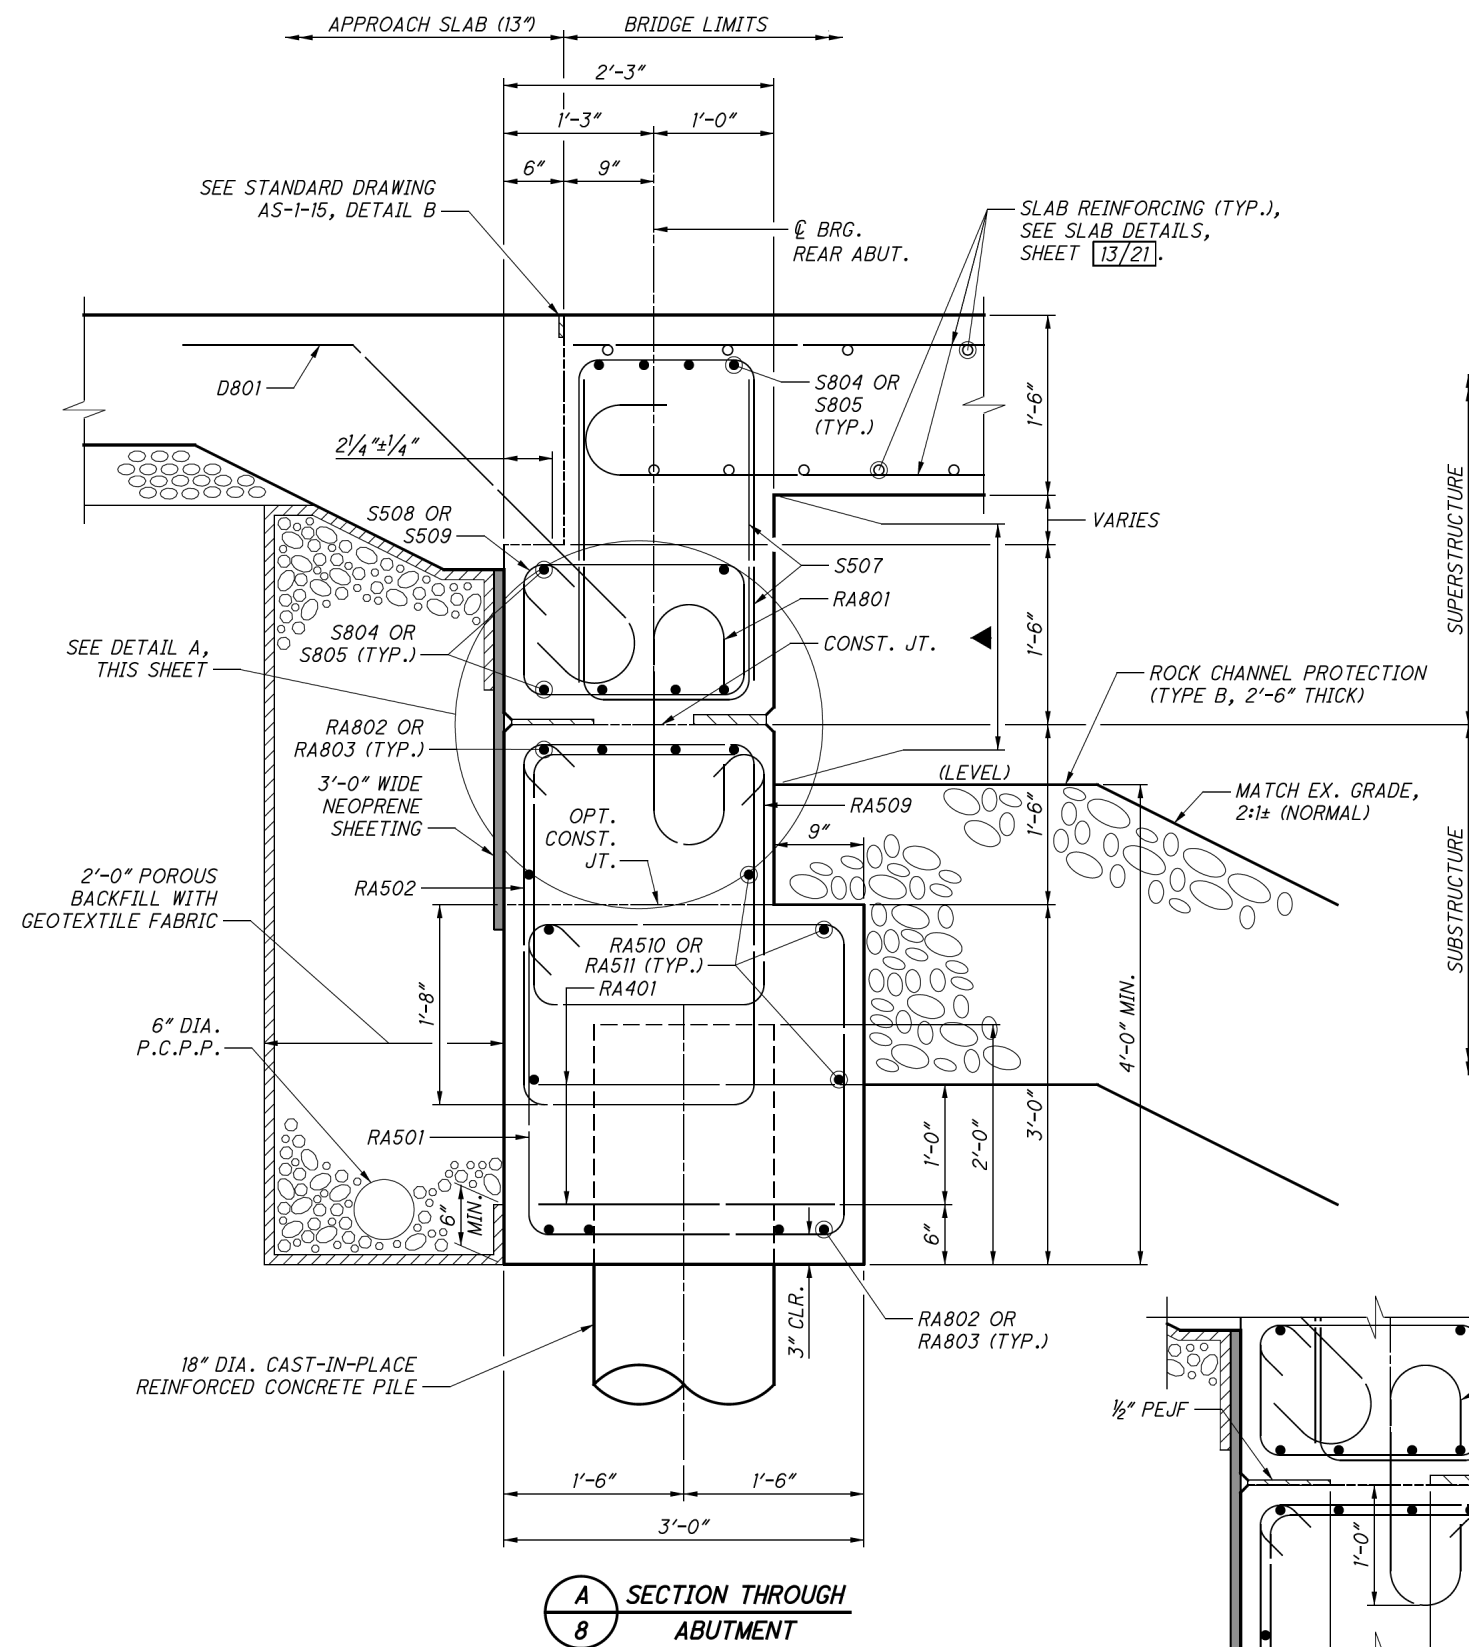 APPROACH SLAB (13")
BRIDGE LIMITS
2'-3"
1'-3"
1'-0"
6"
9"
SEE STANDARD DRAWING
AS-1-15, DETAIL B
℄ BRG.
REAR ABUT.
SLAB REINFORCING (TYP.),
SEE SLAB DETAILS,
SHEET 13/21.
D801
S804 OR
S805
(TYP.)
1'-6"
2 1/4"±1/4"
S508 OR
S509
VARIES
SUPERSTRUCTURE
S507
RA801
S804 OR
S805 (TYP.)
CONST. JT.
1'-6"
SEE DETAIL A,
THIS SHEET
ROCK CHANNEL PROTECTION
(TYPE B, 2'-6" THICK)
RA802 OR
RA803 (TYP.)
(LEVEL)
3'-0" WIDE
NEOPRENE
SHEETING
OPT.
CONST.
JT.
RA509
9"
1'-6"
MATCH EX. GRADE,
2:1± (NORMAL)
2'-0" POROUS
BACKFILL WITH
GEOTEXTILE FABRIC
RA502
SUBSTRUCTURE
RA510 OR
RA511 (TYP.)
RA401
1'-8"
4'-0" MIN.
6" DIA.
P.C.P.P.
RA501
1'-0"
2'-0"
3'-0"
6"
MIN.
6"
3" CLR.
RA802 OR
RA803 (TYP.)
18" DIA. CAST-IN-PLACE
REINFORCED CONCRETE PILE
1/2" PEJF
1'-6"
1'-6"
3'-0"
1'-0"
A
8
SECTION THROUGH
ABUTMENT